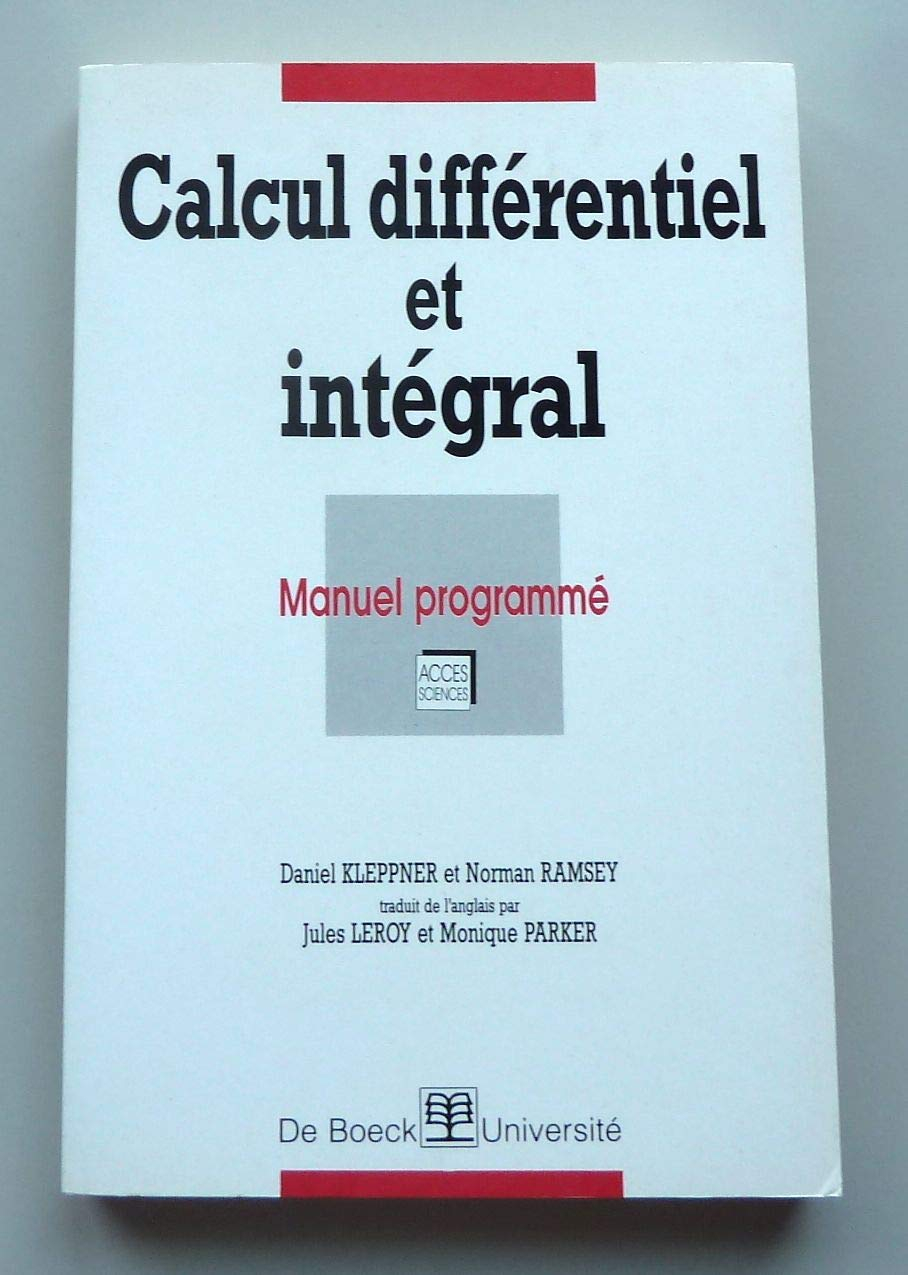 Calcul différentiel
et
intégral
Manuel programmé
ACCES
SCIENCES
Daniel KLEPPNER et Norman RAMSEY
traduit de l'anglais par
Jules LEROY et Monique PARKER
De Boeck Université